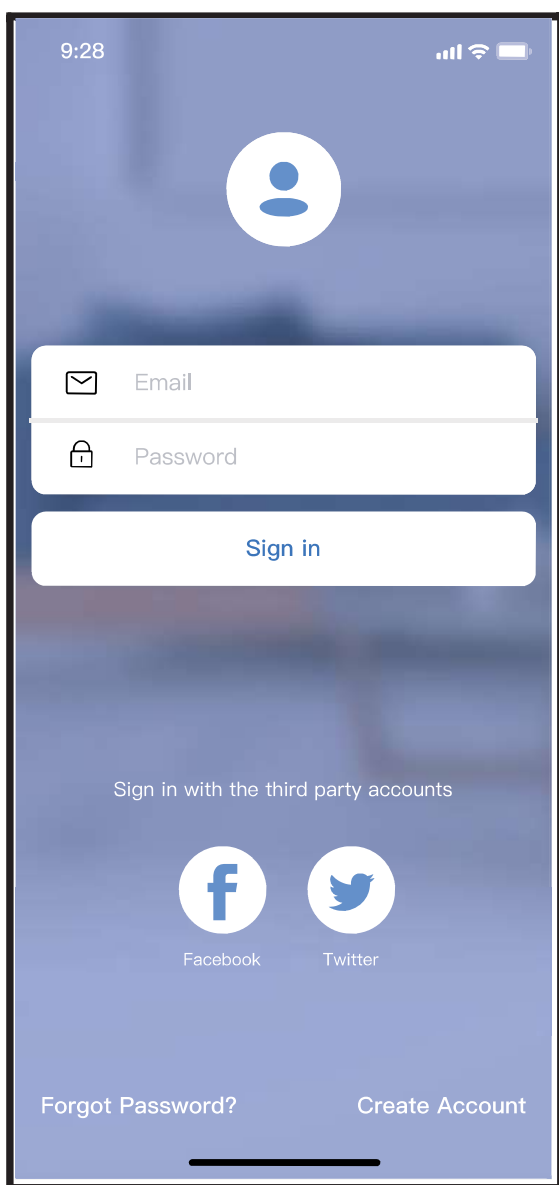 9:28
Email
Password
Sign in
Sign in with the third party accounts
Facebook Twitter
Forgot Password? Create Account